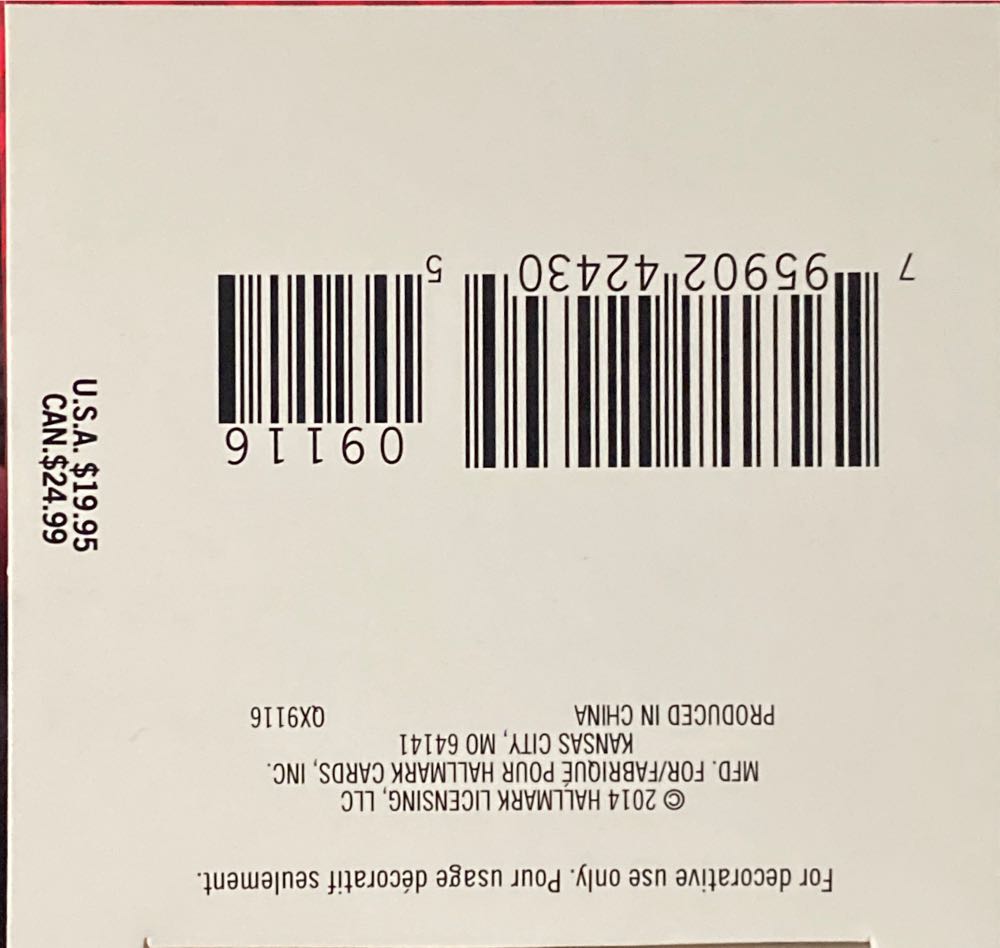 For decorative use only. Pour usage décoratif seulement.
© 2014 HALLMARK LICENSING, LLC
MFD. FOR/FABRIQUÉ POUR HALLMARK CARDS, INC.
KANSAS CITY, MO 64141
PRODUCED IN CHINA QX9116
U.S.A. $19.95
CAN.$24.99
09116
7 95902 42430 5